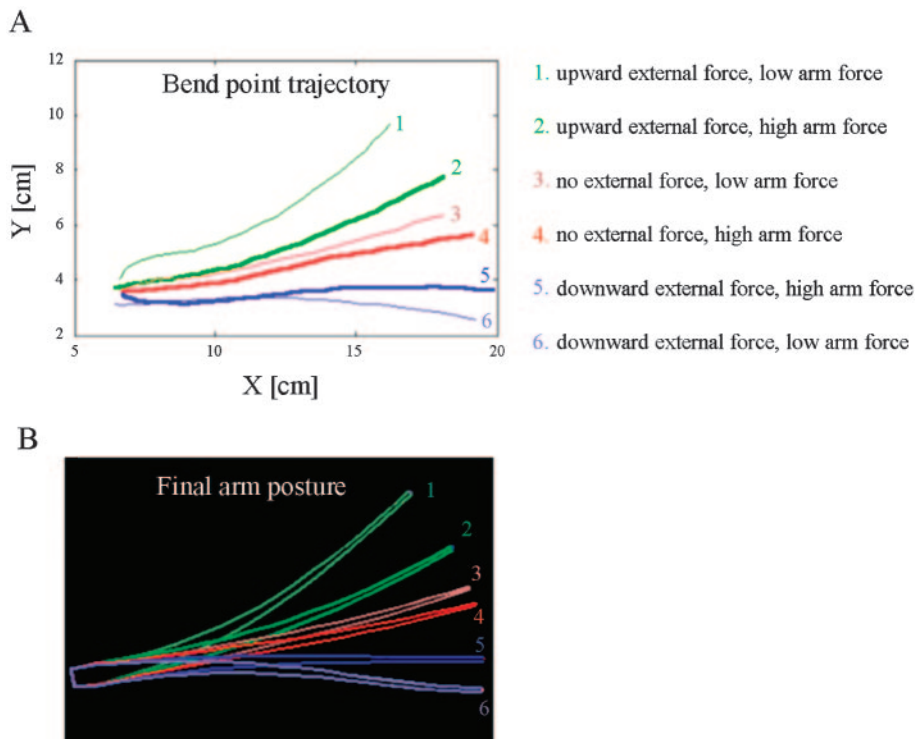 A
Bend point trajectory
12
10
8
6
4
2
Y [cm]
5
10
15
20
X [cm]
1
2
3
4
5
6
1. upward external force, low arm force
2. upward external force, high arm force
3. no external force, low arm force
4. no external force, high arm force
5. downward external force, high arm force
6. downward external force, low arm force
B
Final arm posture
1
2
3
4
5
6